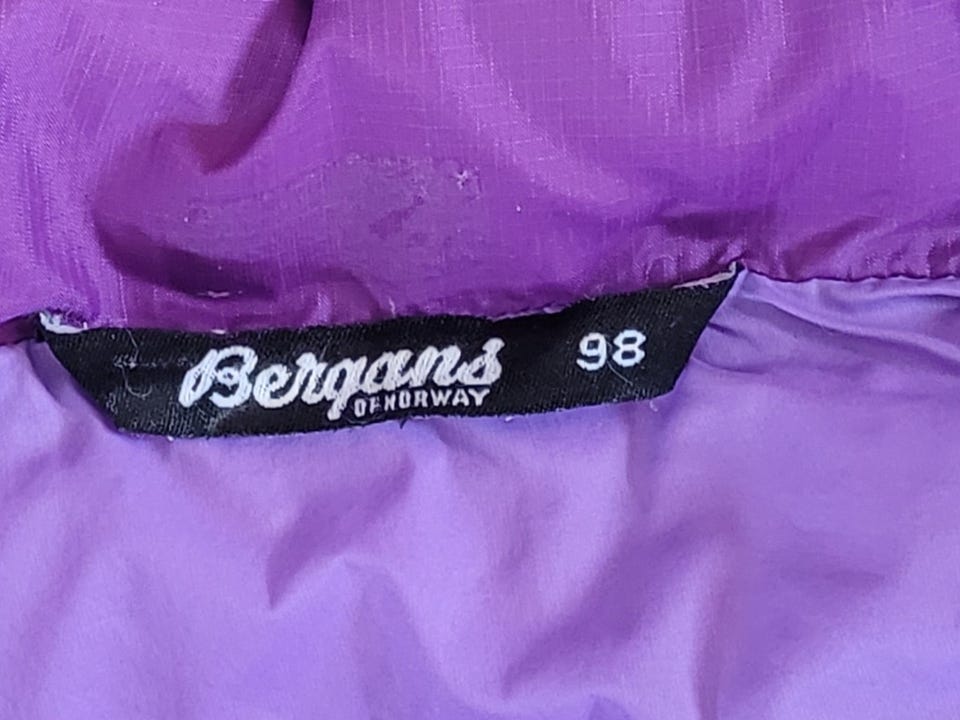 Bergans 98
OF NORWAY